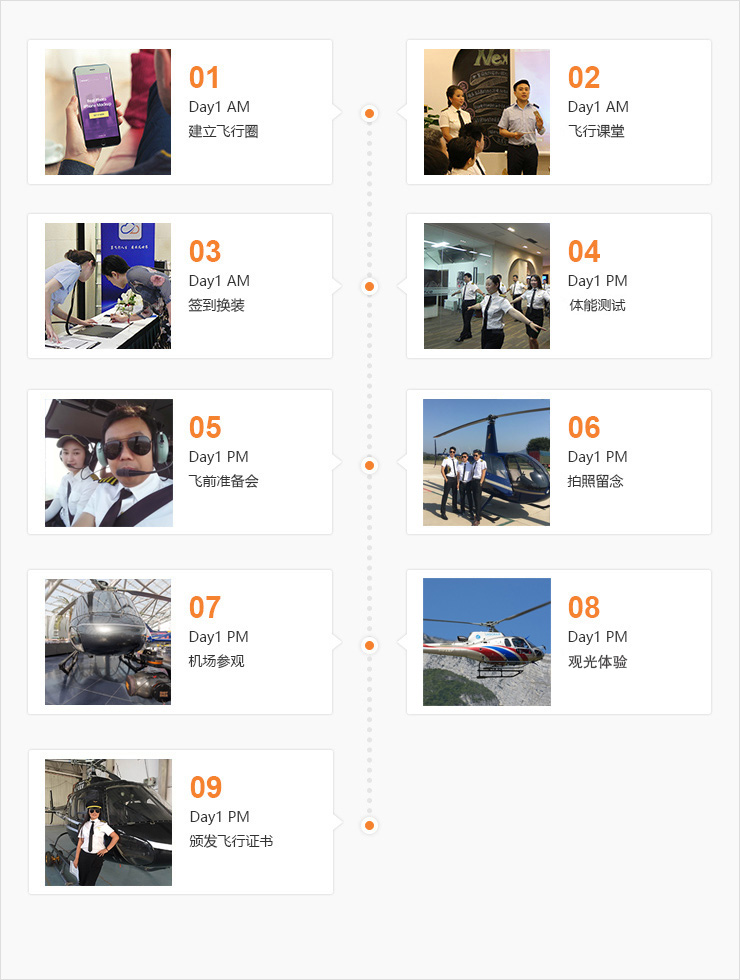 01
Day1 AM
建立飞行圈
02
Day1 AM
飞行课堂
03
Day1 AM
签到换装
04
Day1 PM
体能测试
05
Day1 PM
飞前准备会
06
Day1 PM
拍照留念
07
Day1 PM
机场参观
08
Day1 PM
观光体验
09
Day1 PM
颁发飞行证书